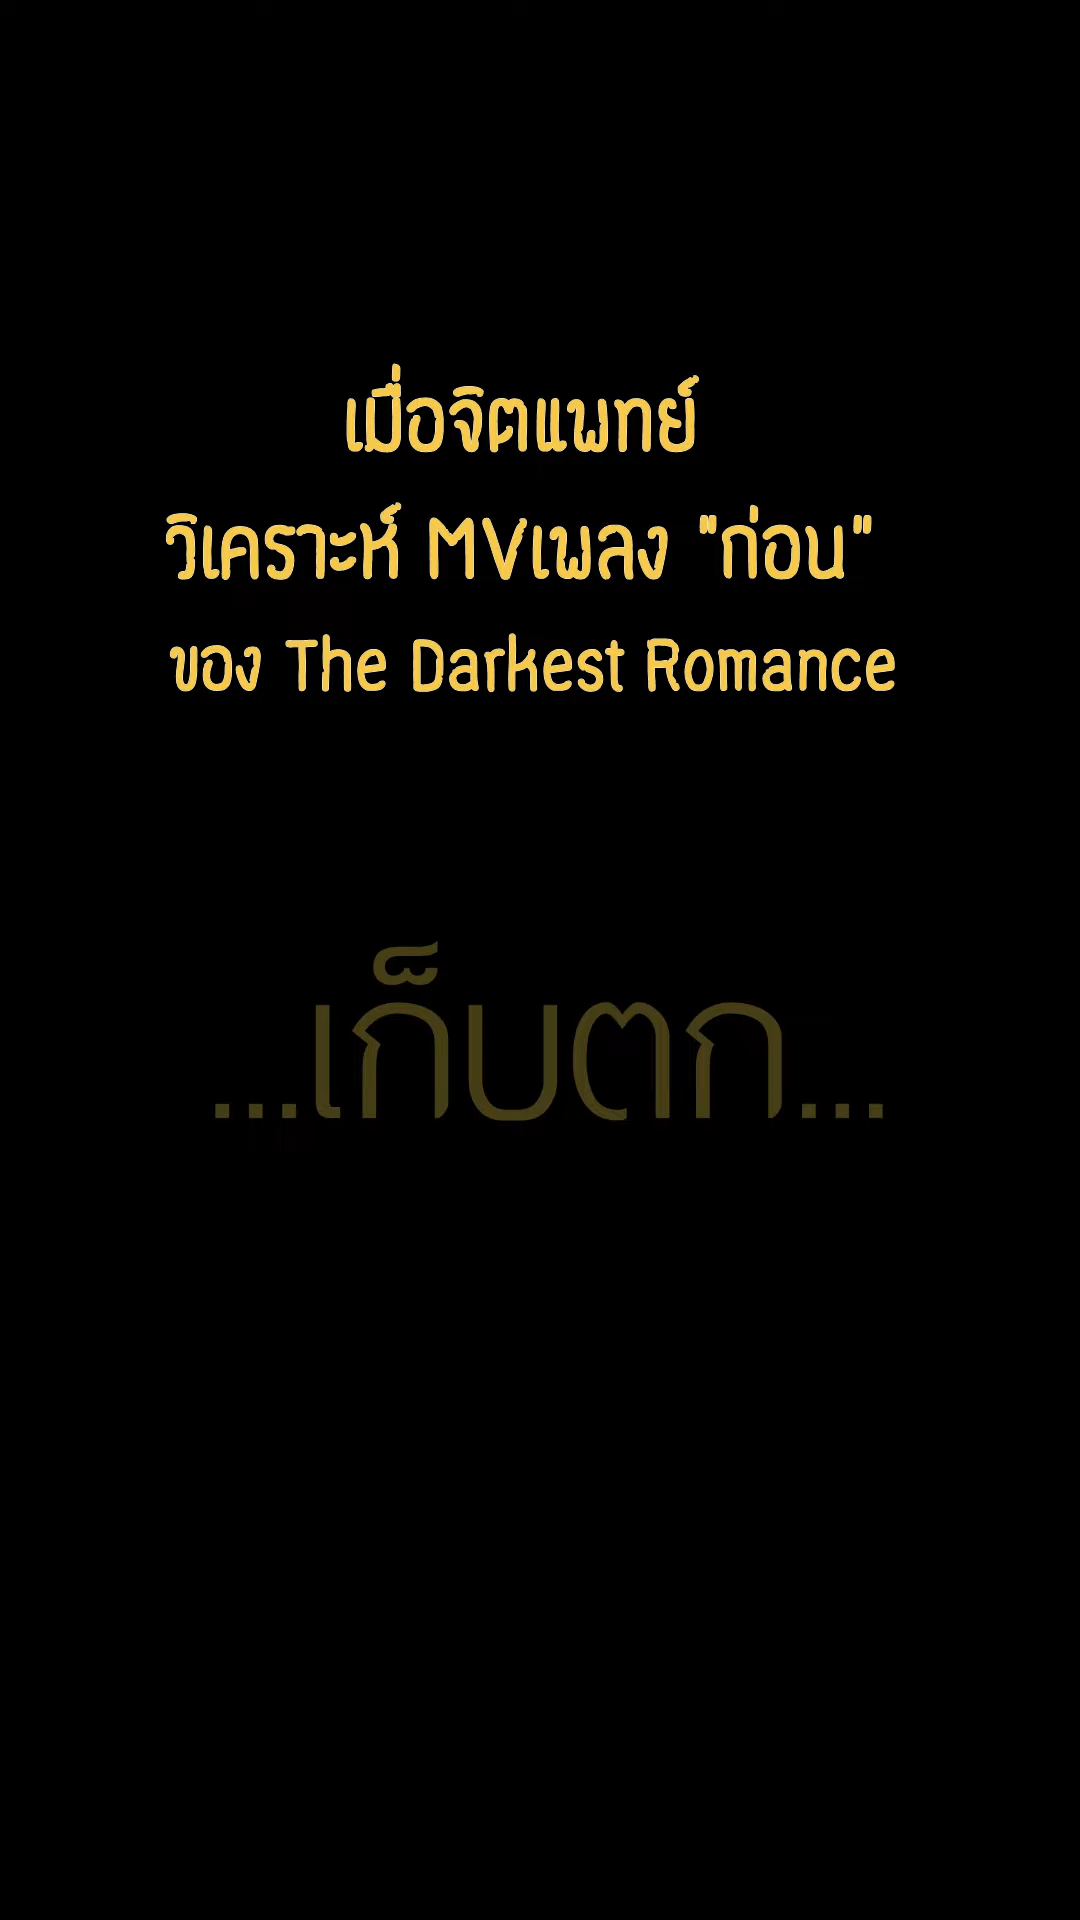 เมื่อจิตแพทย์
วิเคราะห์ MVเพลง "ก่อน"
ของ The Darkest Romance
...เก็บตก...